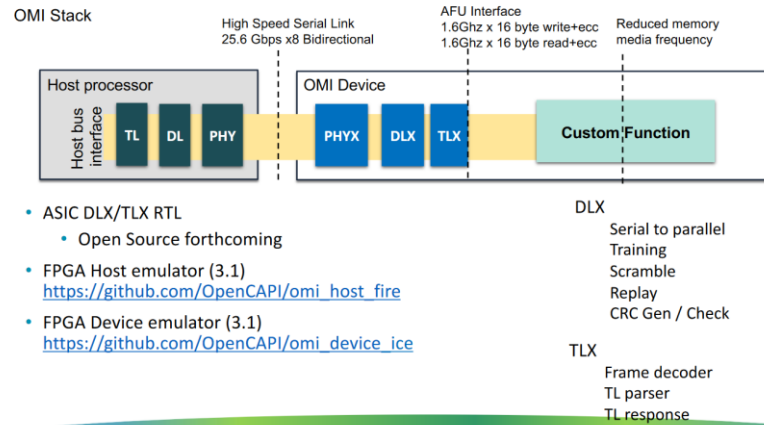 OMI Stack
High Speed Serial Link
25.6 Gbps x8 Bidirectional
AFU Interface
1.6Ghz x 16 byte write+ecc
1.6Ghz x 16 byte read+ecc
Reduced memory
media frequency
Host processor
Host bus
interface
TL
DL
PHY
OMI Device
PHYX
DLX
TLX
Custom Function
• ASIC DLX/TLX RTL
• Open Source forthcoming
• FPGA Host emulator (3.1)
https://github.com/OpenCAPI/omi_host_fire
• FPGA Device emulator (3.1)
https://github.com/OpenCAPI/omi_device_ice
DLX
Serial to parallel
Training
Scramble
Replay
CRC Gen / Check
TLX
Frame decoder
TL parser
TL response